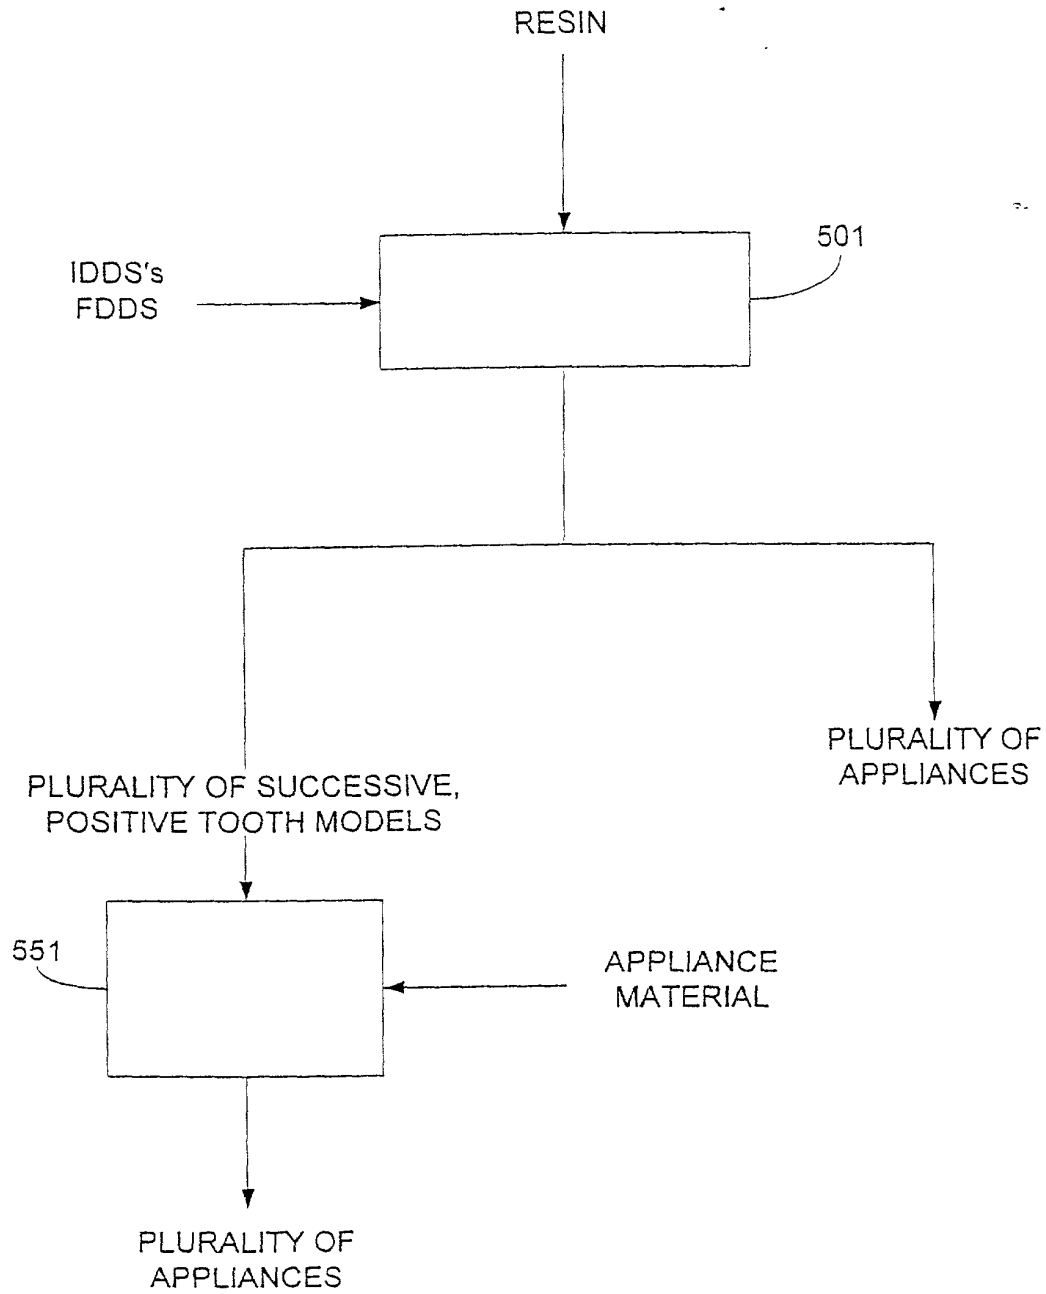 RESIN
501
IDDS's
FDDS
PLURALITY OF
APPLIANCES
PLURALITY OF SUCCESSIVE,
POSITIVE TOOTH MODELS
551
APPLIANCE
MATERIAL
PLURALITY OF
APPLIANCES